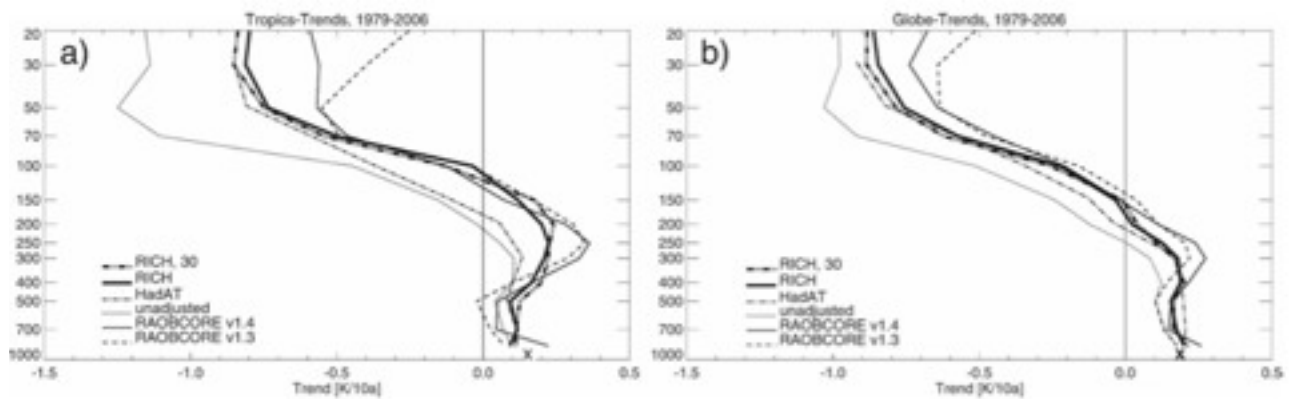 Tropics-Trends, 1979-2006
a)
20
30
50
70
100
150
200
250
300
400
500
700
1000
RICH, 30
RICH
HadAT
unadjusted
RAOBCORE v1.4
RAOBCORE v1.3
x
-1.5 -1.0 -0.5 0.0 0.5
Trend [K/10a]
Globe-Trends, 1979-2006
b)
20
30
50
70
100
150
200
250
300
400
500
700
1000
RICH, 30
RICH
HadAT
unadjusted
RAOBCORE v1.4
RAOBCORE v1.3
x
-1.5 -1.0 -0.5 0.0 0.5
Trend [K/10a]